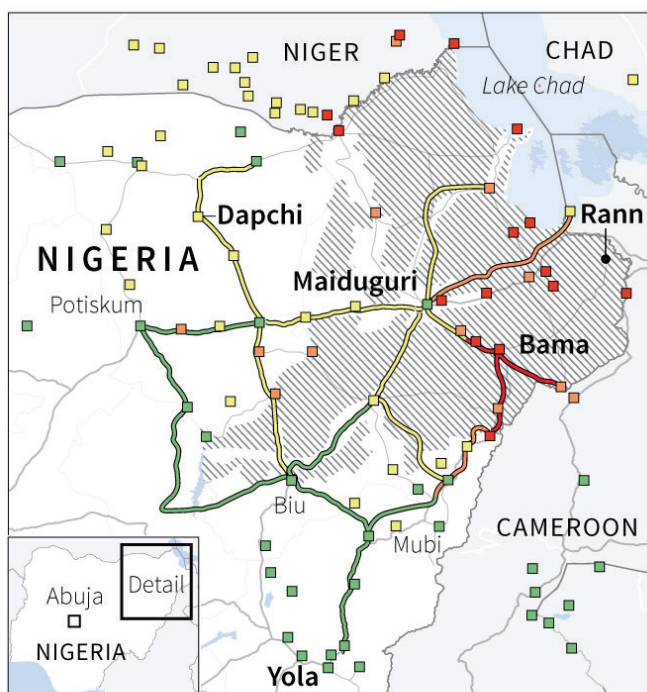 NIGER
CHAD
Lake Chad
Dapchi
Rann
NIGERIA
Maiduguri
Potiskum
Bama
Biu
CAMEROON
Mubi
Abuja
Detail
NIGERIA
Yola